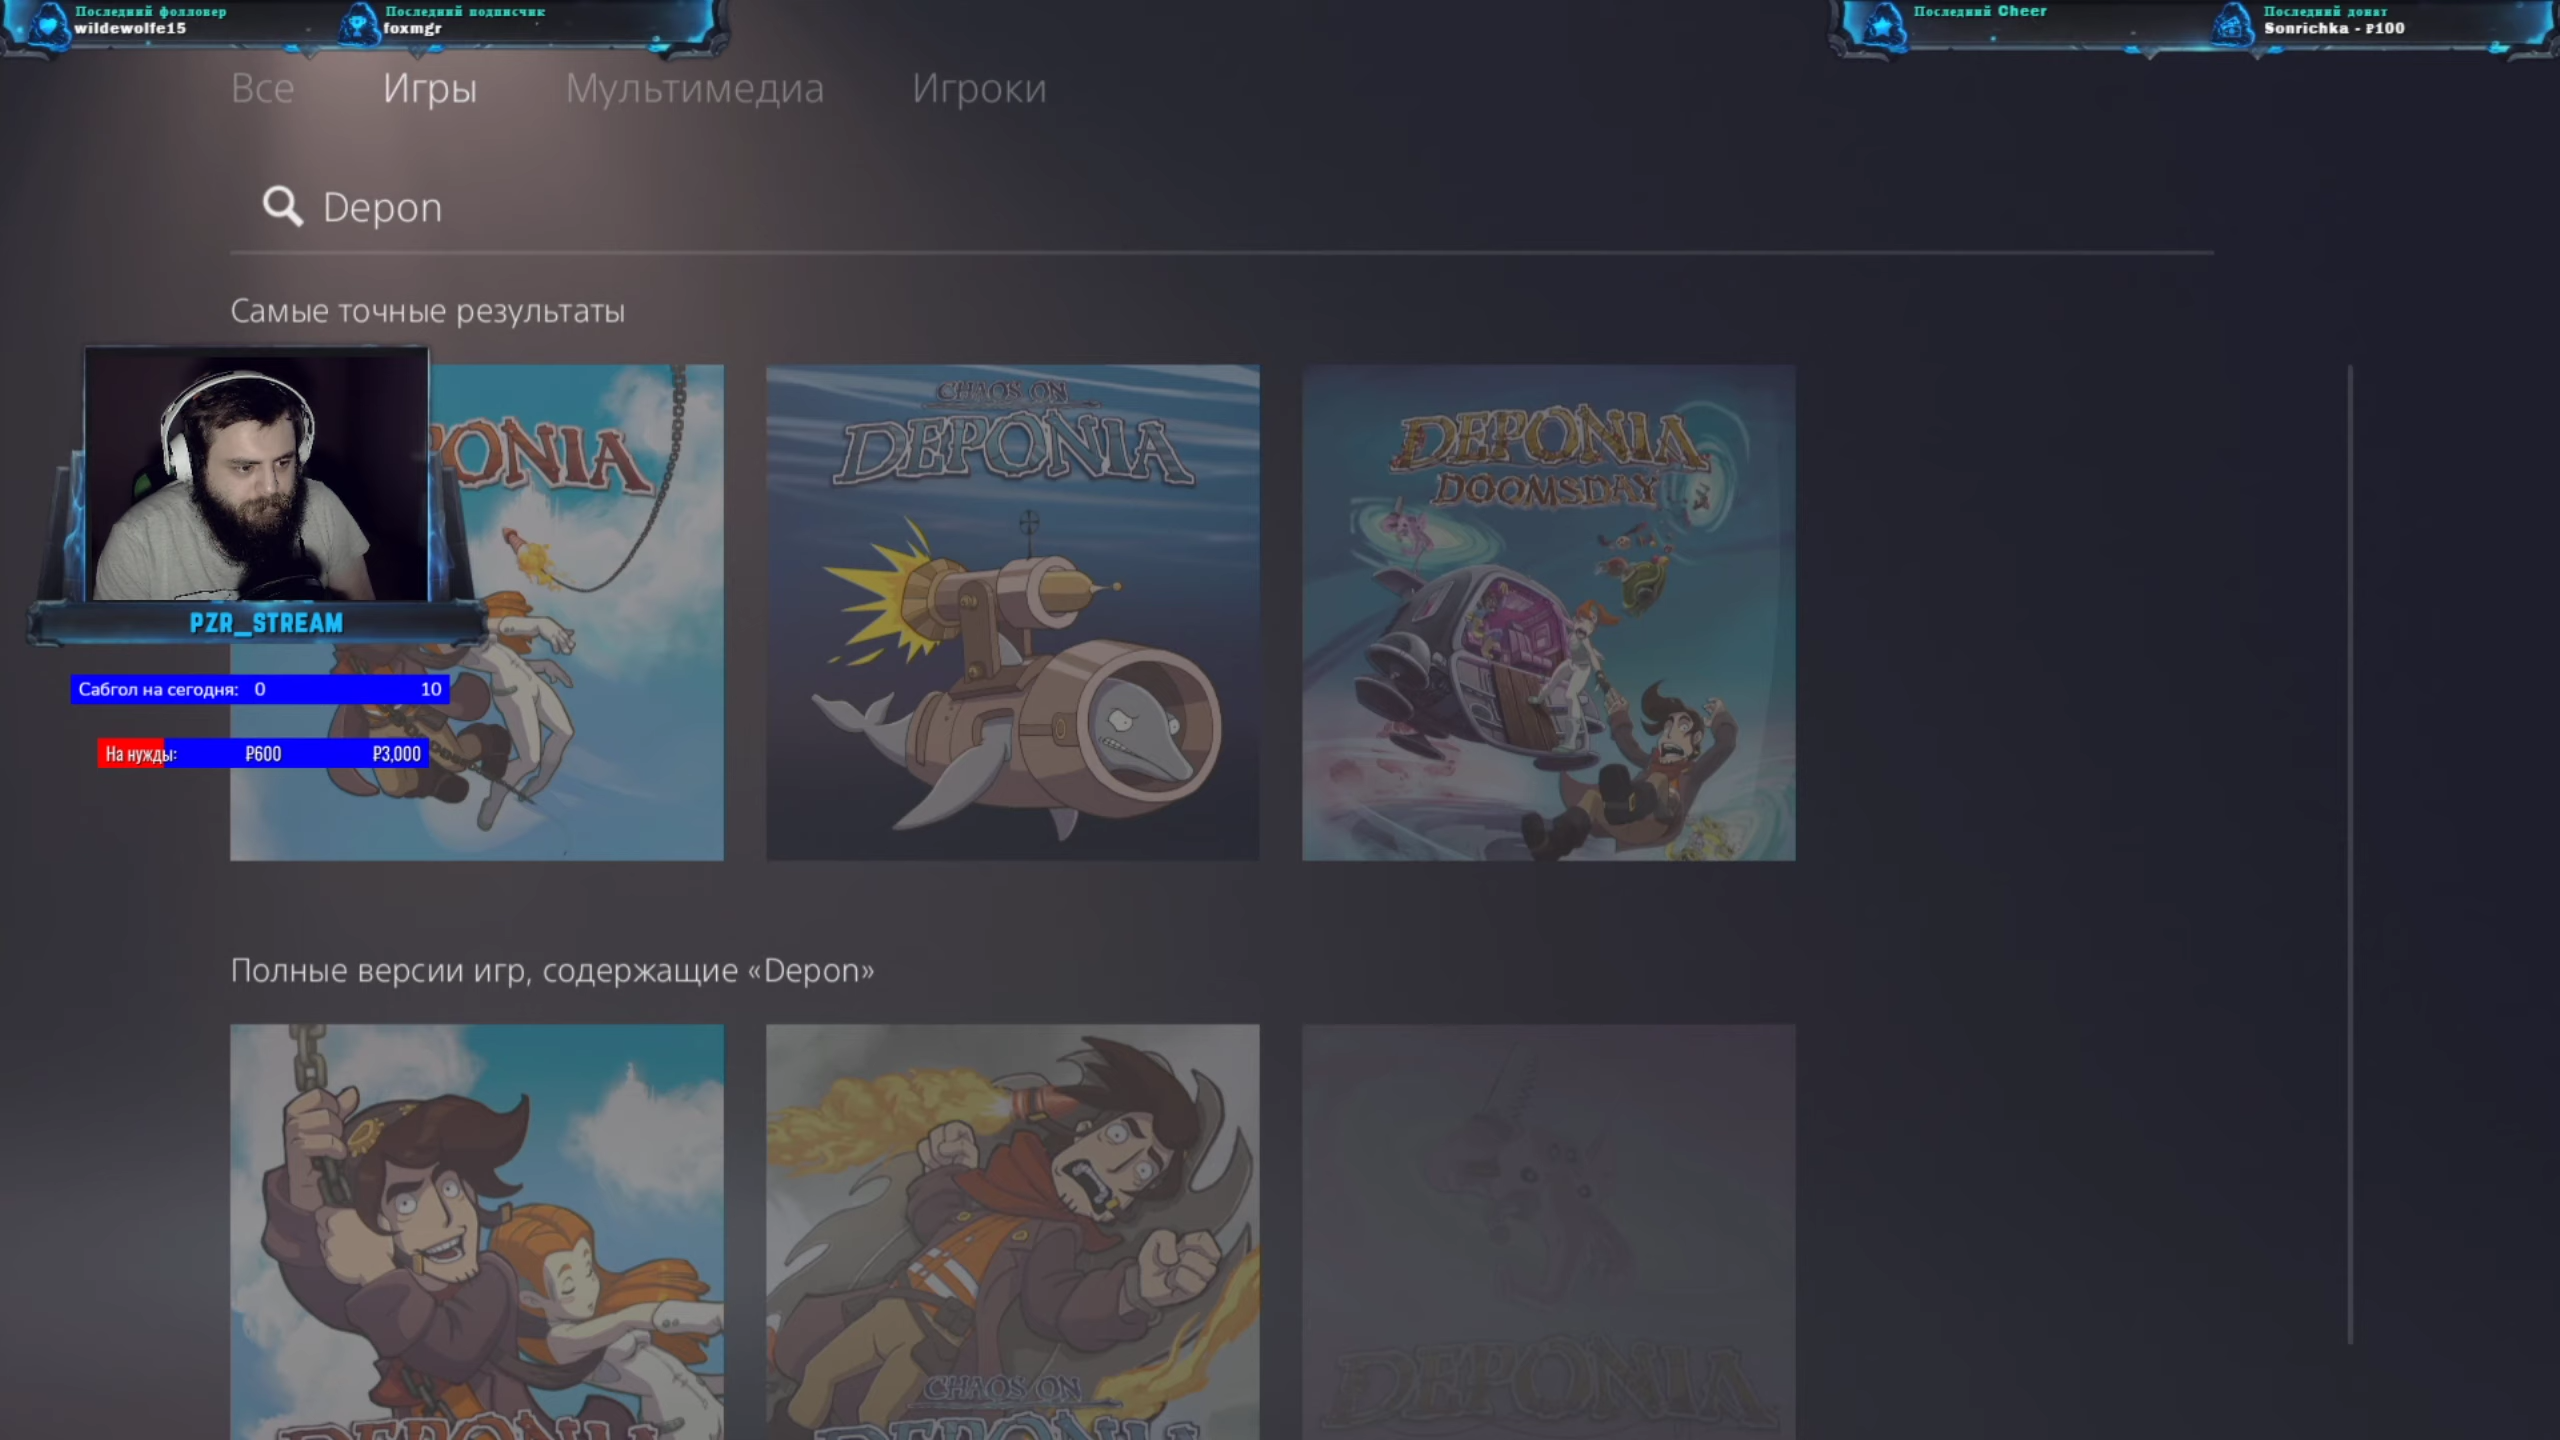 Последний фолловер
wildewolfe15
Последний подписчик
foxmgr
Последний Cheer
Последний донат
Sonrichka - ₽100
Все
Игры
Мультимедиа
Игроки
Depon
Самые точные результаты
CHAOS ON
DEPONIA
DEPONIA
DOOMSDAY
PZR_STREAM
Сабгол на сегодня: 0 10
На нужды: ₽600 ₽3,000
Полные версии игр, содержащие «Depon»
DEPONIA
CHAOS ON
DEPONIA
DEPONIA